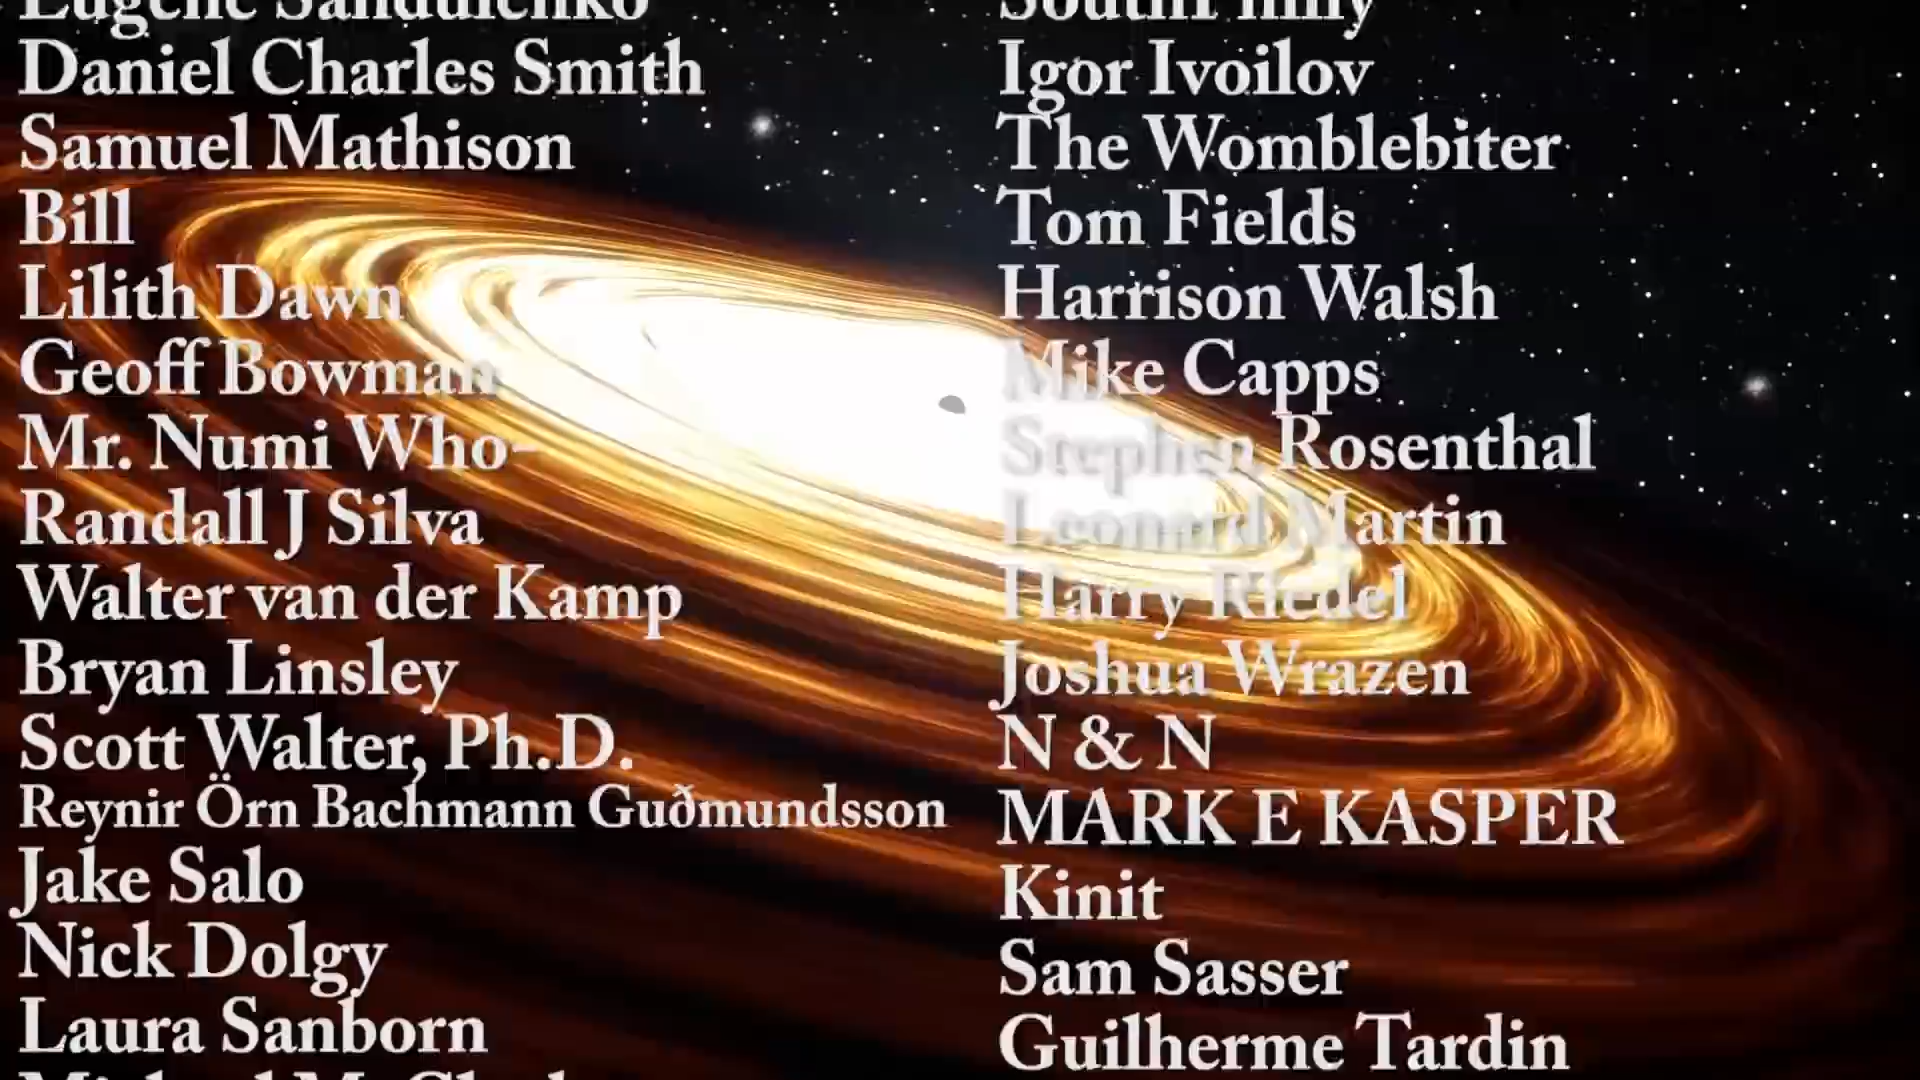 Eugene Sandulenko
Daniel Charles Smith
Samuel Mathison
Bill
Lilith Dawn
Geoff Bowman
Mr. Numi Who-
Randall J Silva
Walter van der Kamp
Bryan Linsley
Scott Walter, Ph.D.
Reynir Örn Bachmann Guðmundsson
Jake Salo
Nick Dolgy
Laura Sanborn
Michael
Igor Ivoilov
The Womblebiter
Tom Fields
Harrison Walsh
Mike Capps
Stephen Rosenthal
Leonard Martin
Harry Riedel
Joshua Wrazen
N & N
MARK E KASPER
Kinit
Sam Sasser
Guilherme Tardin